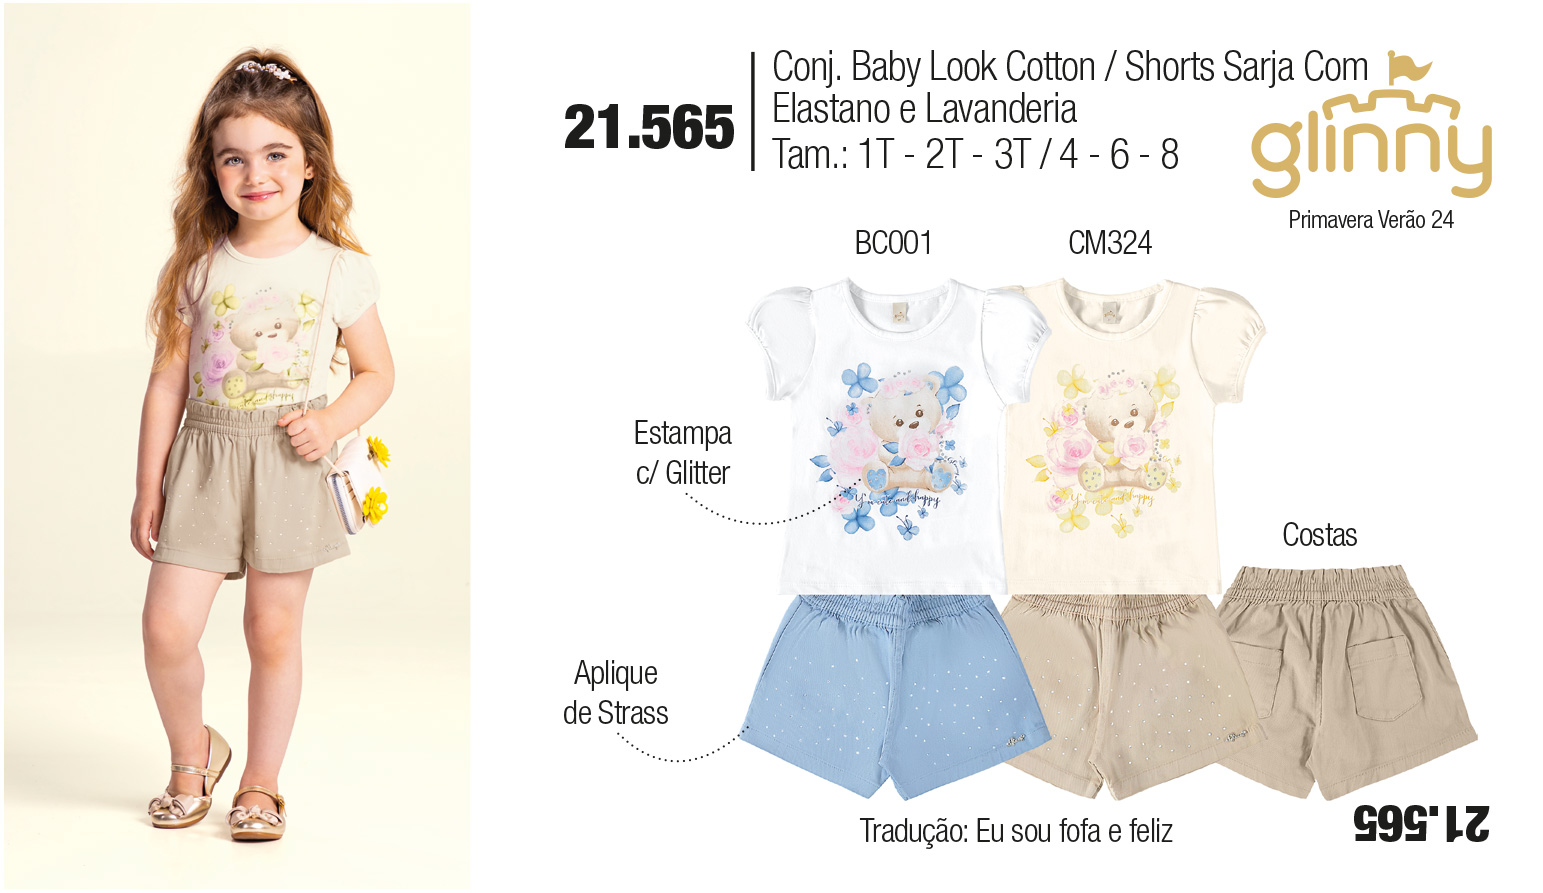 21.565
Conj. Baby Look Cotton / Shorts Sarja Com
Elastano e Lavanderia
Tam.: 1T - 2T - 3T / 4 - 6 - 8
glinny
Primavera Verão 24
BC001
CM324
Estampa
c/ Glitter
Costas
Aplique
de Strass
Tradução: Eu sou fofa e feliz
21.565